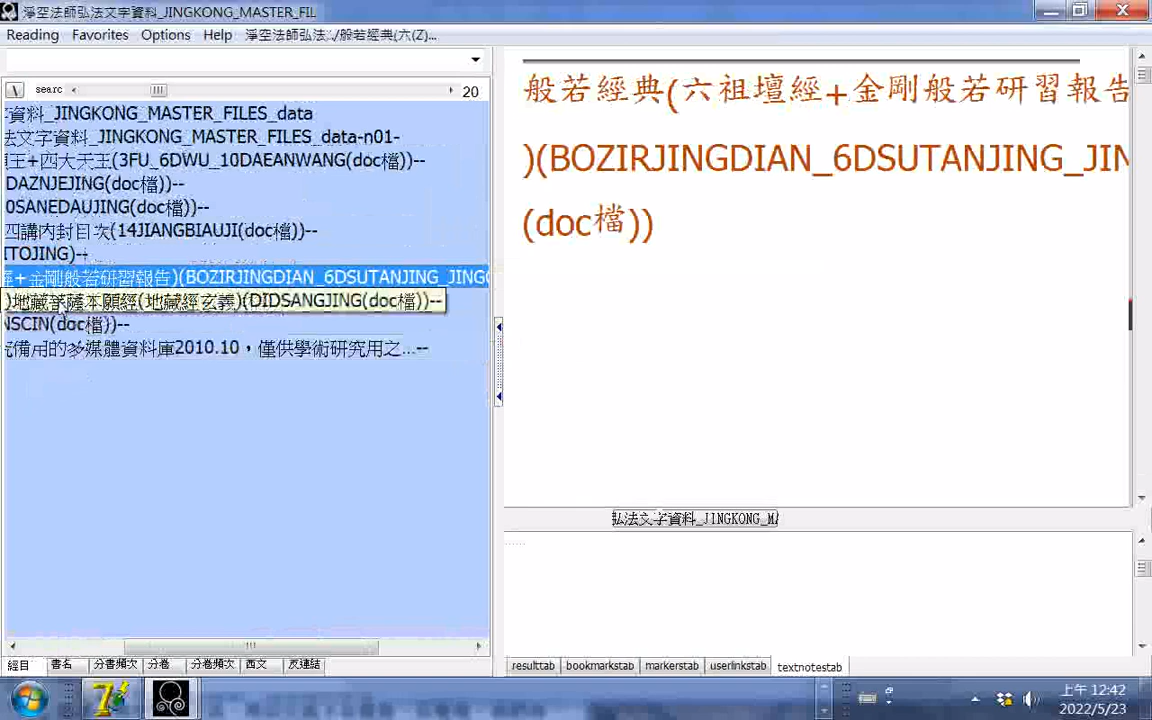 淨空法師弘法文字資料_JINGKONG_MASTER_FIL
Reading Favorites Options Help 淨空法師弘法../般若經典(六(Z)...
searc 20
資料_JINGKONG_MASTER_FILES_data
法文字資料_JINGKONG_MASTER_FILES_data-n01-
王+四大天王(3FU_6DWU_10DAEANWANG(doc檔))--
DAZNJEJING(doc檔)--
0SANEDAUJING(doc檔))--
四講內封目次(14JIANGBIAUJI(doc檔))--
ITOJING)--
經+金剛般若研習報告)(BOZIRJINGDIAN_6DSUTANJING_JINGC
)地藏菩薩本願經(地藏經玄義)(DIDSANGJING(doc檔))--
NSCIN(doc檔))--
備用的多媒體資料庫2010.10，僅供學術研究用之...--
經目 書名 分書頻次 分卷 分卷頻次 西文 反連結
般若經典(六祖壇經+金剛般若研習報告
)(BOZIRJINGDIAN_6DSUTANJING_JIN
(doc檔))
弘法文字資料_JINGKONG_MA
......
resulttab bookmarkstab markerstab userlinkstab textnotestab
上午 12:42
2022/5/23